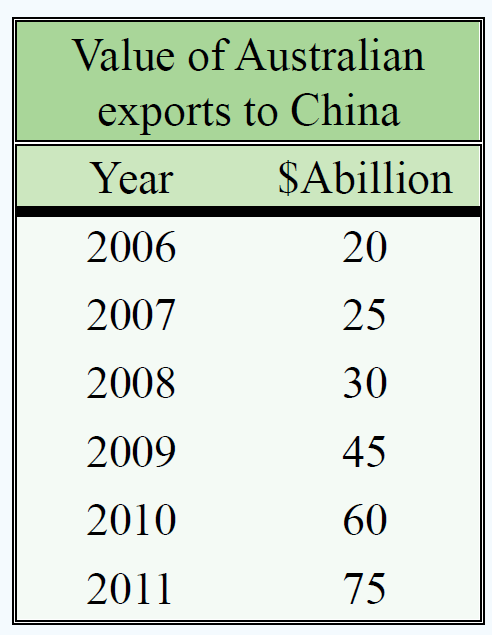 Value of Australian
exports to China
Year $Abillion
2006 20
2007 25
2008 30
2009 45
2010 60
2011 75